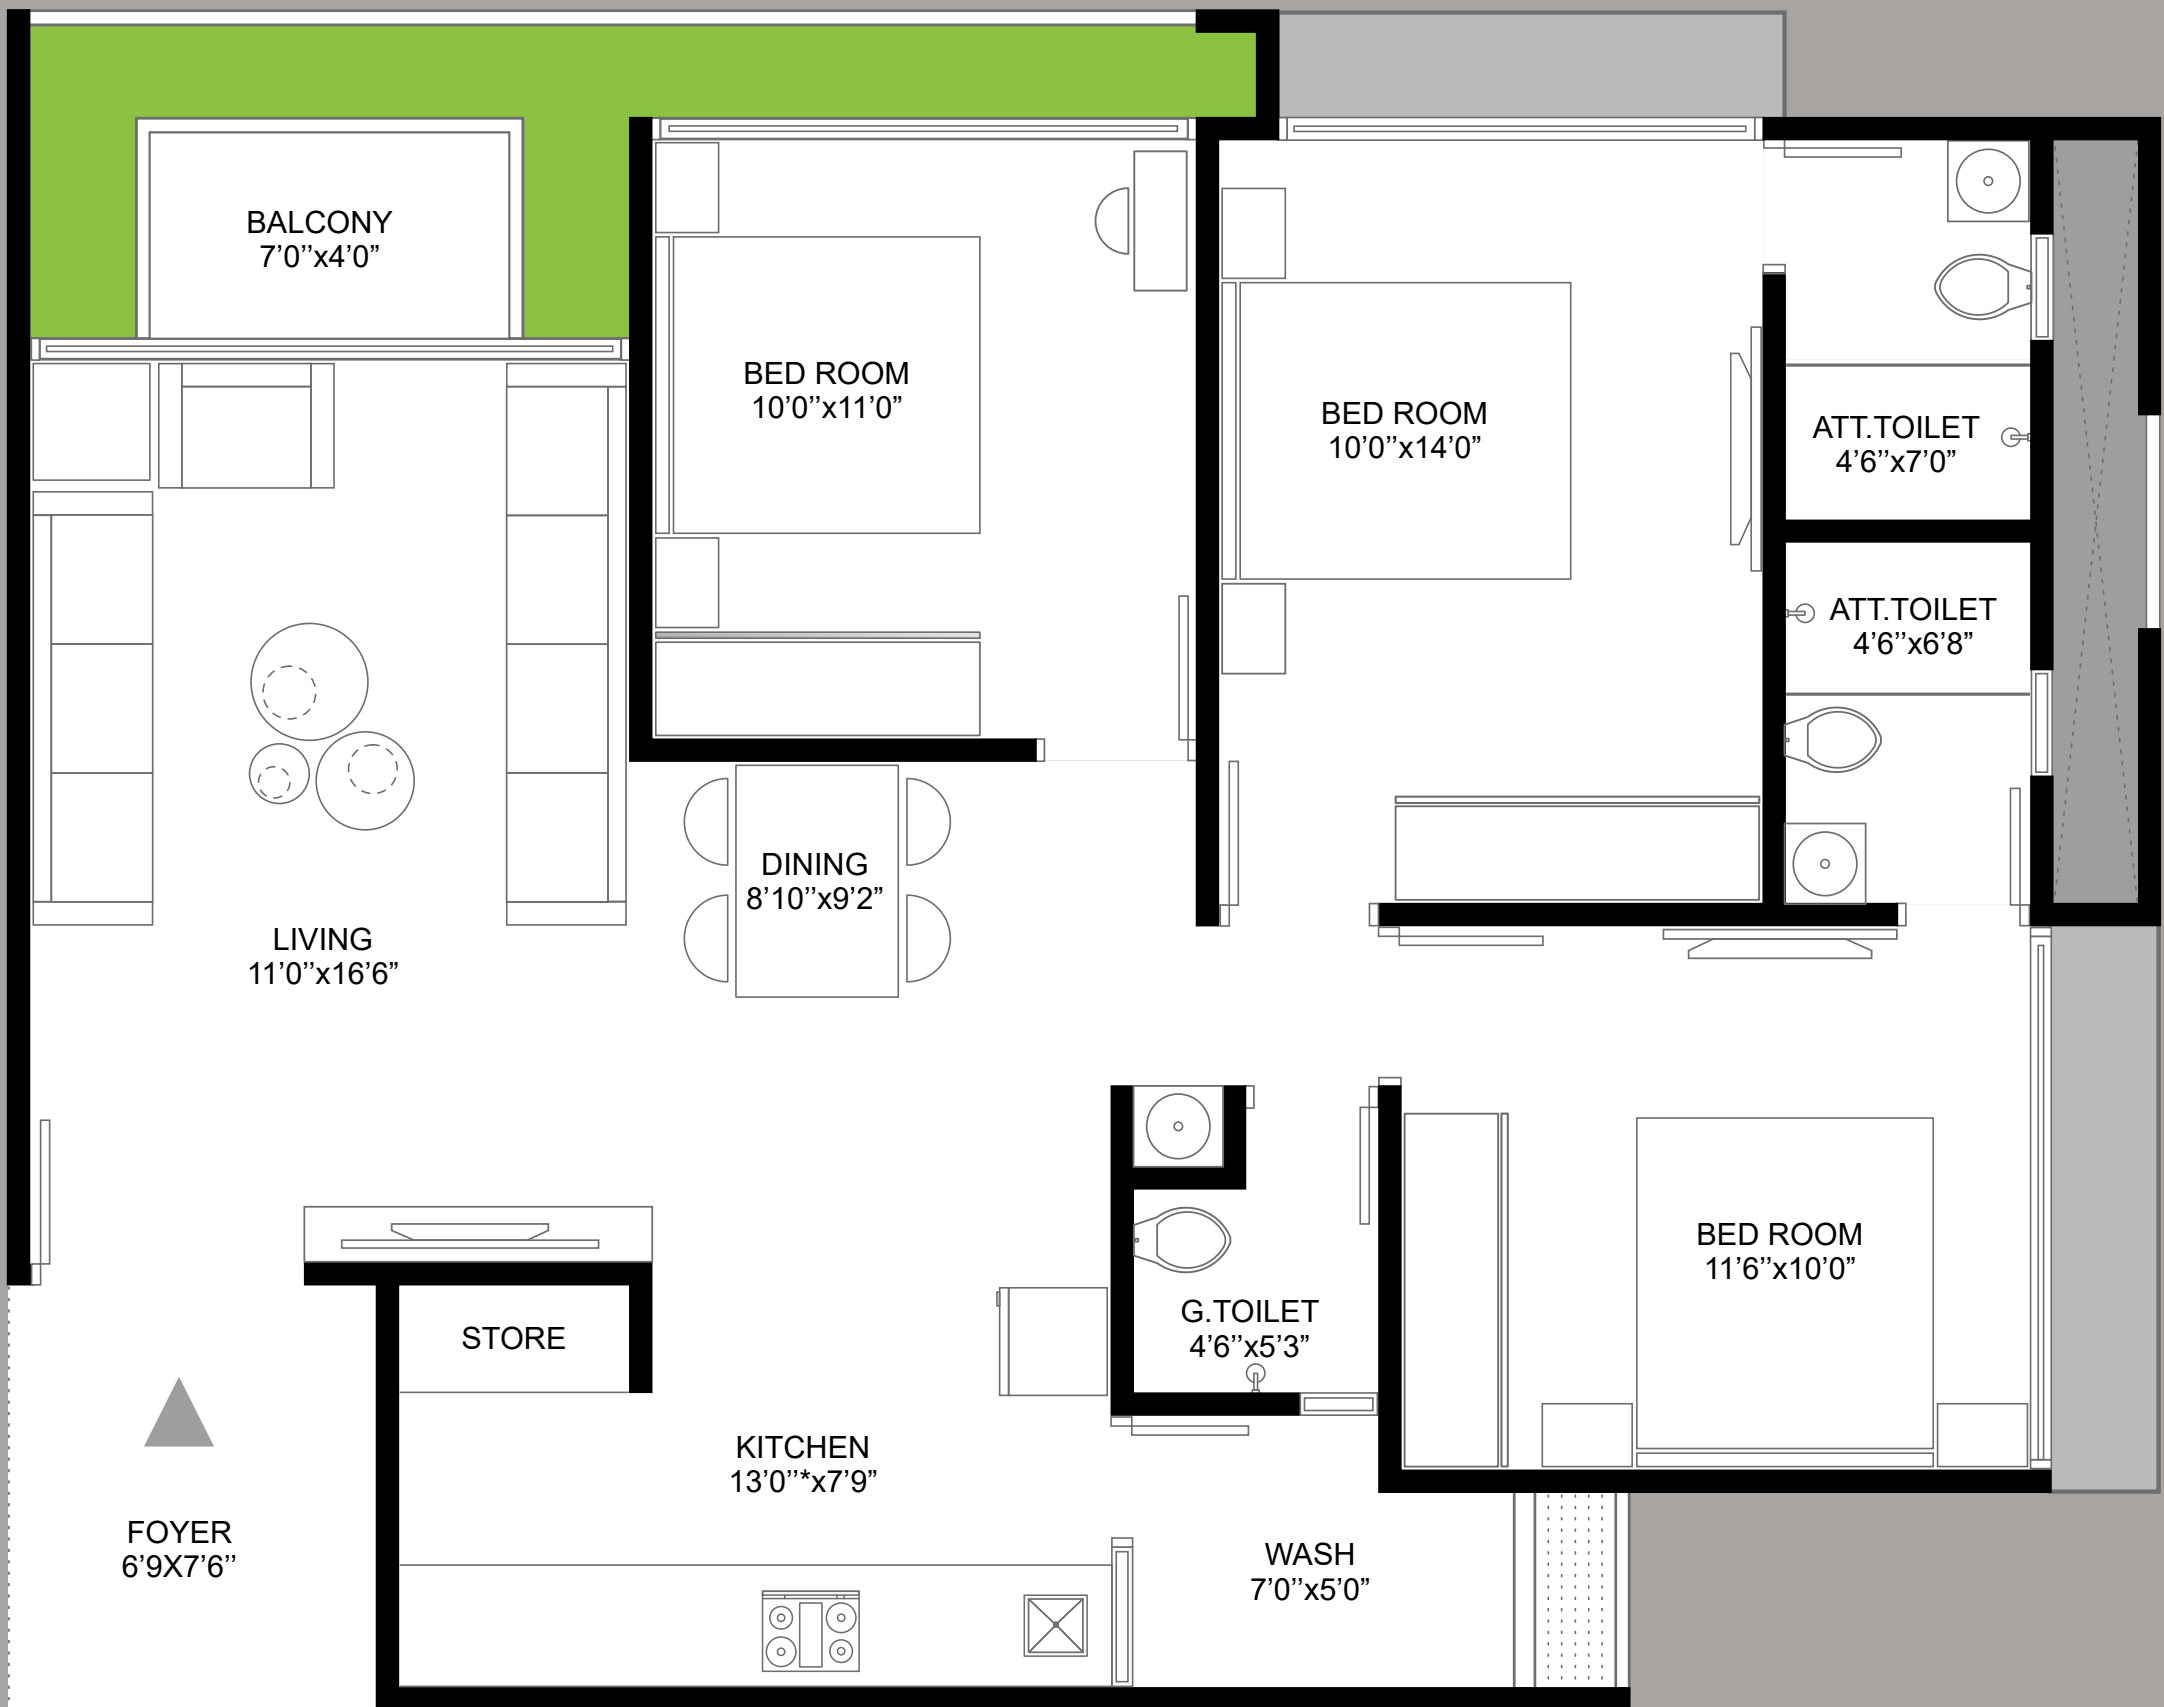 BALCONY
7’0’’x4’0”
BED ROOM
10’0’’x11’0”
BED ROOM
10’0’’x14’0”
ATT.TOILET
4’6’’x7’0”
ATT.TOILET
4’6’’x6’8”
DINING
8’10’’x9’2”
LIVING
11’0’’x16’6”
BED ROOM
11’6’’x10’0”
G.TOILET
4’6’’x5’3”
STORE
KITCHEN
13’0’’*x7’9”
FOYER
6’9X7’6’’
WASH
7’0’’x5’0”